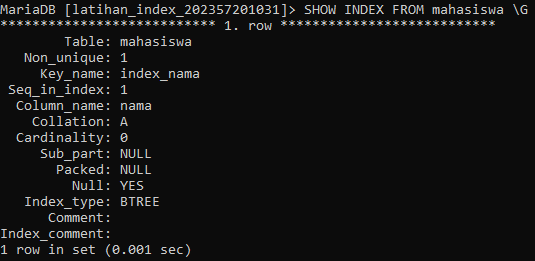 MariaDB [latihan_index_202357201031]> SHOW INDEX FROM mahasiswa \G
*************************** 1. row ***************************
Table: mahasiswa
Non_unique: 1
Key_name: index_nama
Seq_in_index: 1
Column_name: nama
Collation: A
Cardinality: 0
Sub_part: NULL
Packed: NULL
Null: YES
Index_type: BTREE
Comment:
Index_comment:
1 row in set (0.001 sec)